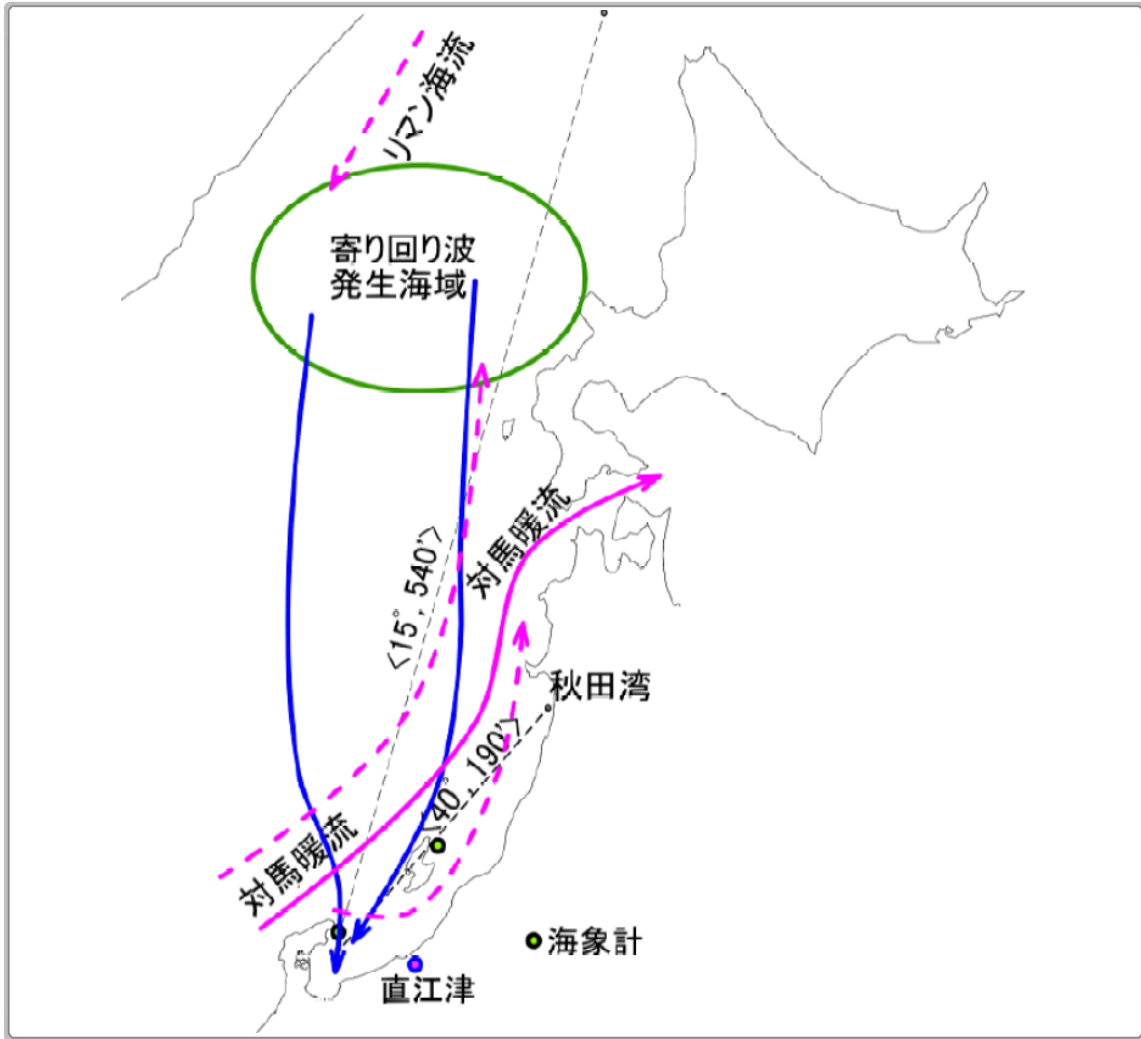 リマン海流
寄り回り波
発生海域
対馬暖流
<15°, 540'>
秋田湾
<40°, 190'>
対馬暖流
海象計
直江津